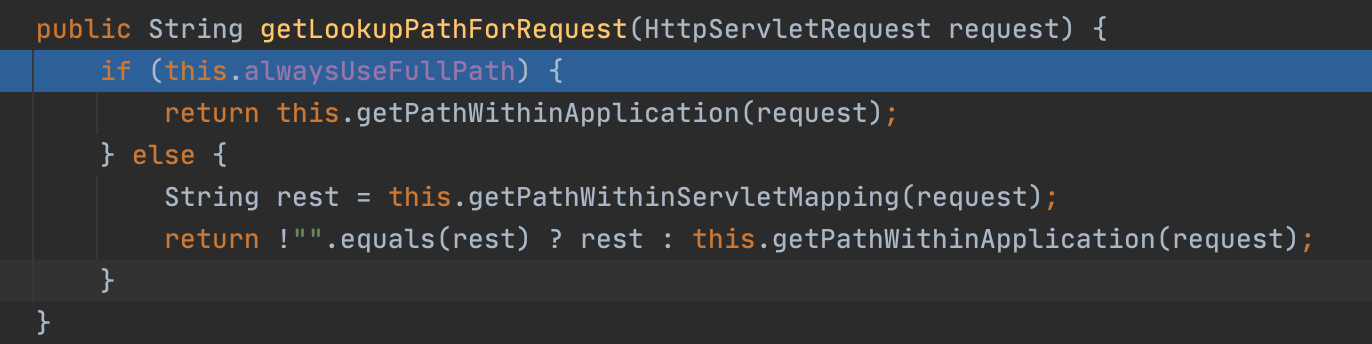 public String getLookupPathForRequest(HttpServletRequest request) {
    if (this.alwaysUseFullPath) {
        return this.getPathWithinApplication(request);
    } else {
        String rest = this.getPathWithinServletMapping(request);
        return !"".equals(rest) ? rest : this.getPathWithinApplication(request);
    }
}